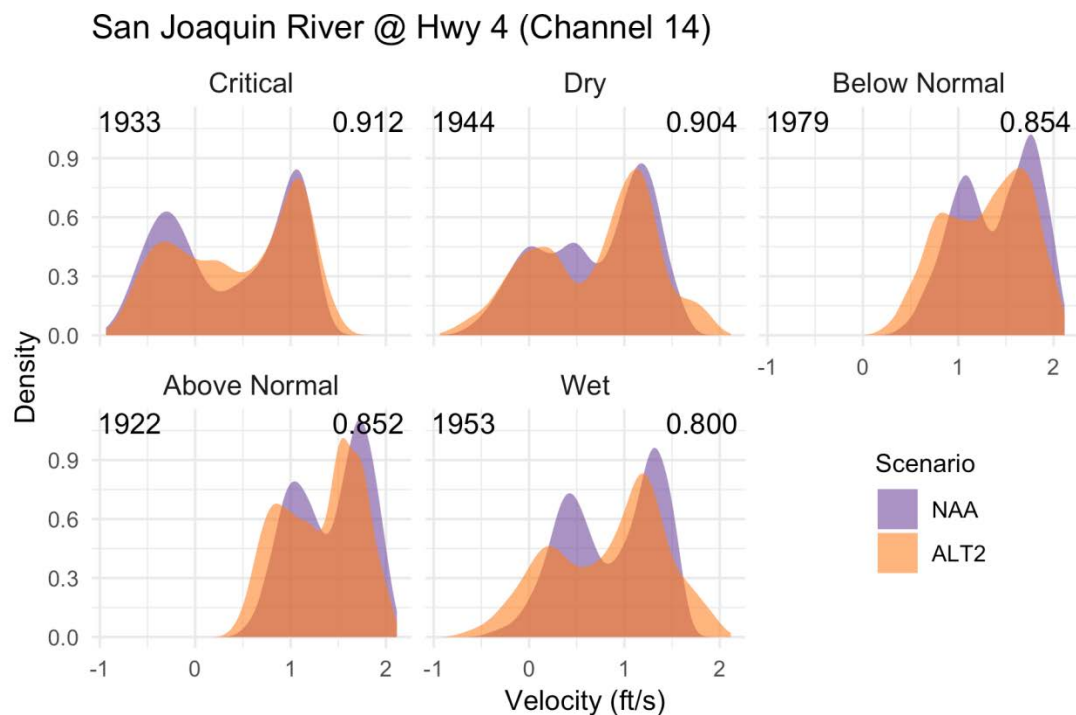 San Joaquin River @ Hwy 4 (Channel 14)
Critical
Dry
Below Normal
1933
0.912
1944
0.904
1979
0.854
0.9
0.6
0.3
0.0
-1
0
1
2
Density
Above Normal
Wet
1922
0.852
1953
0.800
0.9
0.6
0.3
0.0
-1
0
1
2
-1
0
1
2
Velocity (ft/s)
Scenario
NAA
ALT2